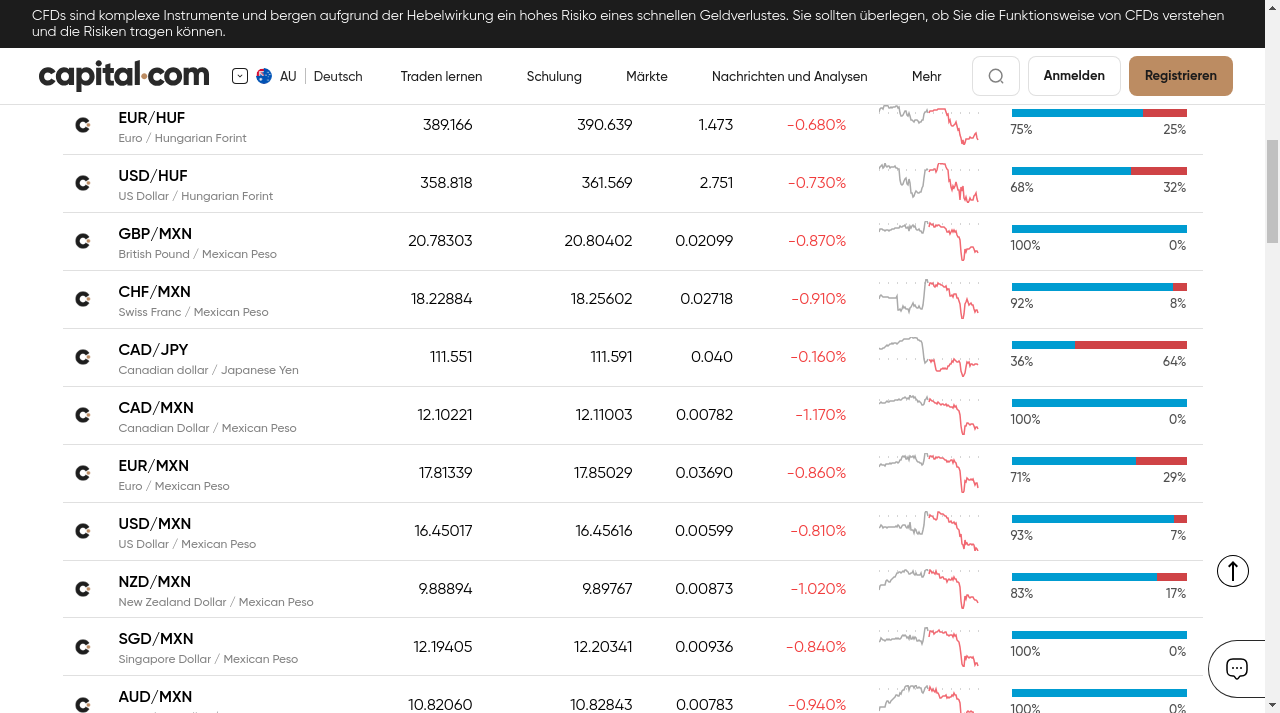 CFDs sind komplexe Instrumente und bergen aufgrund der Hebelwirkung ein hohes Risiko eines schnellen Geldverlustes. Sie sollten überlegen, ob Sie die Funktionsweise von CFDs verstehen
und die Risiken tragen können.
capital.com AU Deutsch Traden lernen Schulung Märkte Nachrichten und Analysen Mehr Anmelden Registrieren
EUR/HUF 389.166 390.639 1.473 -0.680%
Euro / Hungarian Forint 75% 25%
USD/HUF 358.818 361.569 2.751 -0.730%
US Dollar / Hungarian Forint 68% 32%
GBP/MXN 20.78303 20.80402 0.02099 -0.870%
British Pound / Mexican Peso 100% 0%
CHF/MXN 18.22884 18.25602 0.02718 -0.910%
Swiss Franc / Mexican Peso 92% 8%
CAD/JPY 111.551 111.591 0.040 -0.160%
Canadian dollar / Japanese Yen 36% 64%
CAD/MXN 12.10221 12.11003 0.00782 -1.170%
Canadian Dollar / Mexican Peso 100% 0%
EUR/MXN 17.81339 17.85029 0.03690 -0.860%
Euro / Mexican Peso 71% 29%
USD/MXN 16.45017 16.45616 0.00599 -0.810%
US Dollar / Mexican Peso 93% 7%
NZD/MXN 9.88894 9.89767 0.00873 -1.020%
New Zealand Dollar / Mexican Peso 83% 17%
SGD/MXN 12.19405 12.20341 0.00936 -0.840%
Singapore Dollar / Mexican Peso 100% 0%
AUD/MXN 10.82060 10.82843 0.00783 -0.940%
100% 0%